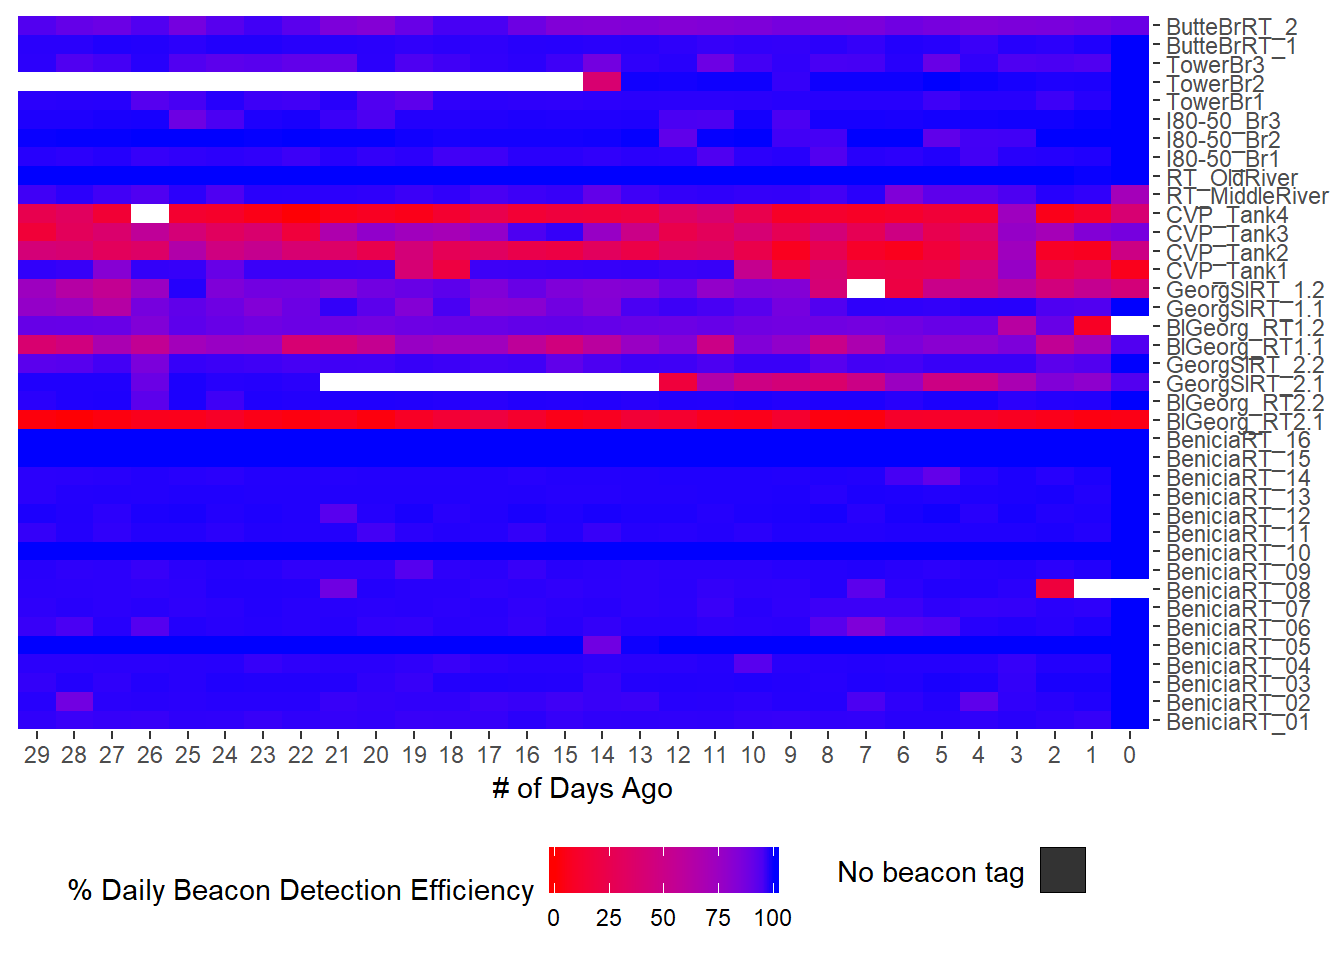 ButteBrRT_2
ButteBrRT_1
TowerBr3
TowerBr2
TowerBr1
I80-50_Br3
I80-50_Br2
I80-50_Br1
RT_OldRiver
RT_MiddleRiver
CVP_Tank4
CVP_Tank3
CVP_Tank2
CVP_Tank1
GeorgSlRT_1.2
GeorgSlRT_1.1
BlGeorg_RT1.2
BlGeorg_RT1.1
GeorgSlRT_2.2
GeorgSlRT_2.1
BlGeorg_RT2.2
BlGeorg_RT2.1
BeniciaRT_16
BeniciaRT_15
BeniciaRT_14
BeniciaRT_13
BeniciaRT_12
BeniciaRT_11
BeniciaRT_10
BeniciaRT_09
BeniciaRT_08
BeniciaRT_07
BeniciaRT_06
BeniciaRT_05
BeniciaRT_04
BeniciaRT_03
BeniciaRT_02
BeniciaRT_01
29 28 27 26 25 24 23 22 21 20 19 18 17 16 15 14 13 12 11 10 9 8 7 6 5 4 3 2 1 0
# of Days Ago
% Daily Beacon Detection Efficiency
0 25 50 75 100
No beacon tag